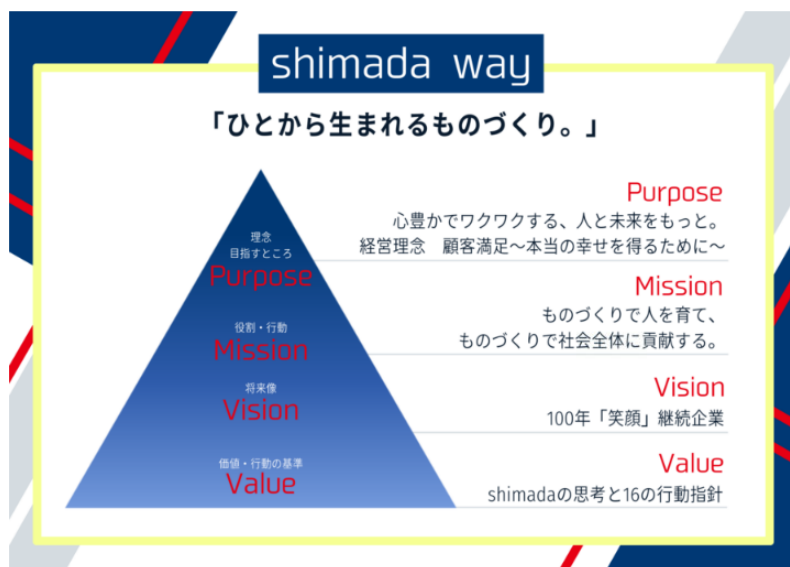 shimada way
「ひとから生まれるものづくり。」
理念
目指すところ
Purpose
役割・行動
Mission
将来像
Vision
価値・行動の基準
Value
Purpose
心豊かでワクワクする、人と未来をもっと。
経営理念　顧客満足～本当の幸せを得るために～
Mission
ものづくりで人を育て、
ものづくりで社会全体に貢献する。
Vision
100年「笑顔」継続企業
Value
shimadaの思考と16の行動指針